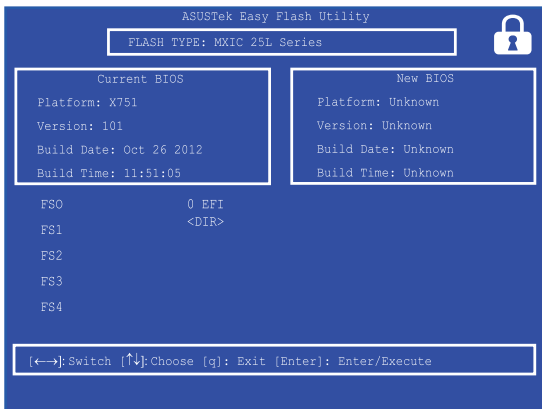 ASUSTek Easy Flash Utility
FLASH TYPE: MXIC 25L Series
Current BIOS
Platform: X751
Version: 101
Build Date: Oct 26 2012
Build Time: 11:51:05
New BIOS
Platform: Unknown
Version: Unknown
Build Date: Unknown
Build Time: Unknown
FSO 0 EFI
FS1 <DIR>
FS2
FS3
FS4
[←→]: Switch [↑↓]: Choose [q]: Exit [Enter]: Enter/Execute